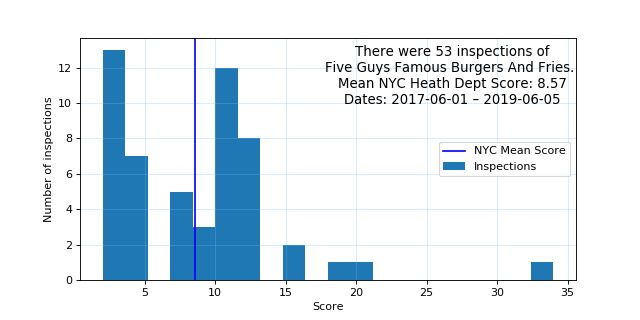 There were 53 inspections of
Five Guys Famous Burgers And Fries.
Mean NYC Heath Dept Score: 8.57
Dates: 2017-06-01 – 2019-06-05
NYC Mean Score
Inspections
Number of inspections
12
10
8
6
4
2
0
5
10
15
20
25
30
35
Score